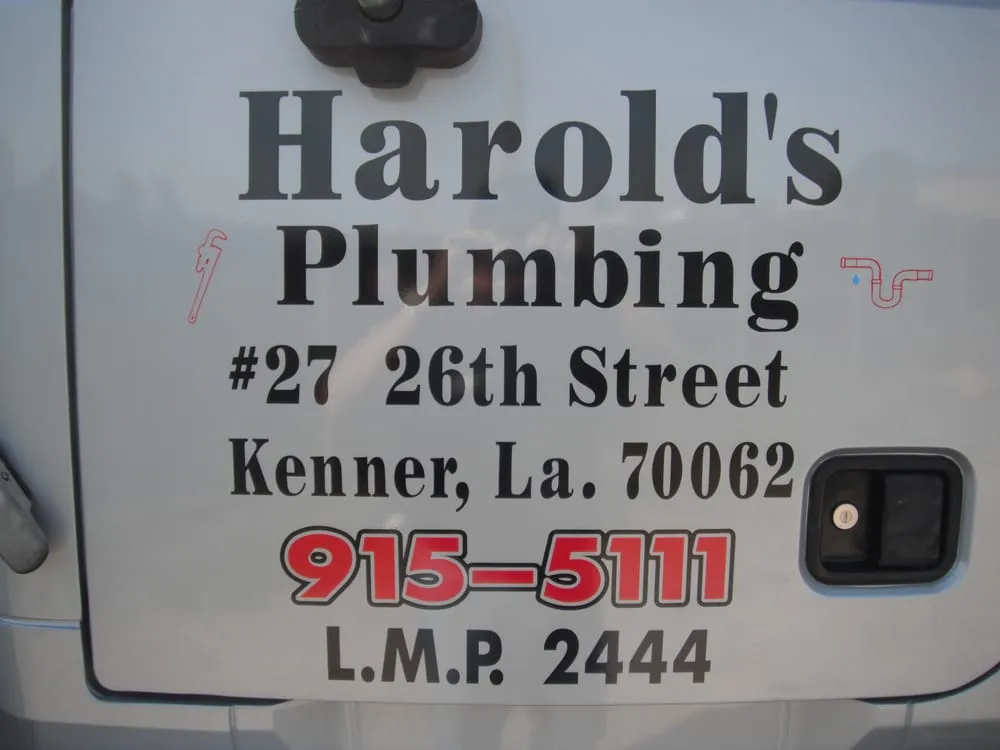 Harold's
Plumbing
#27 26th Street
Kenner, La. 70062
915-5111
L.M.P. 2444